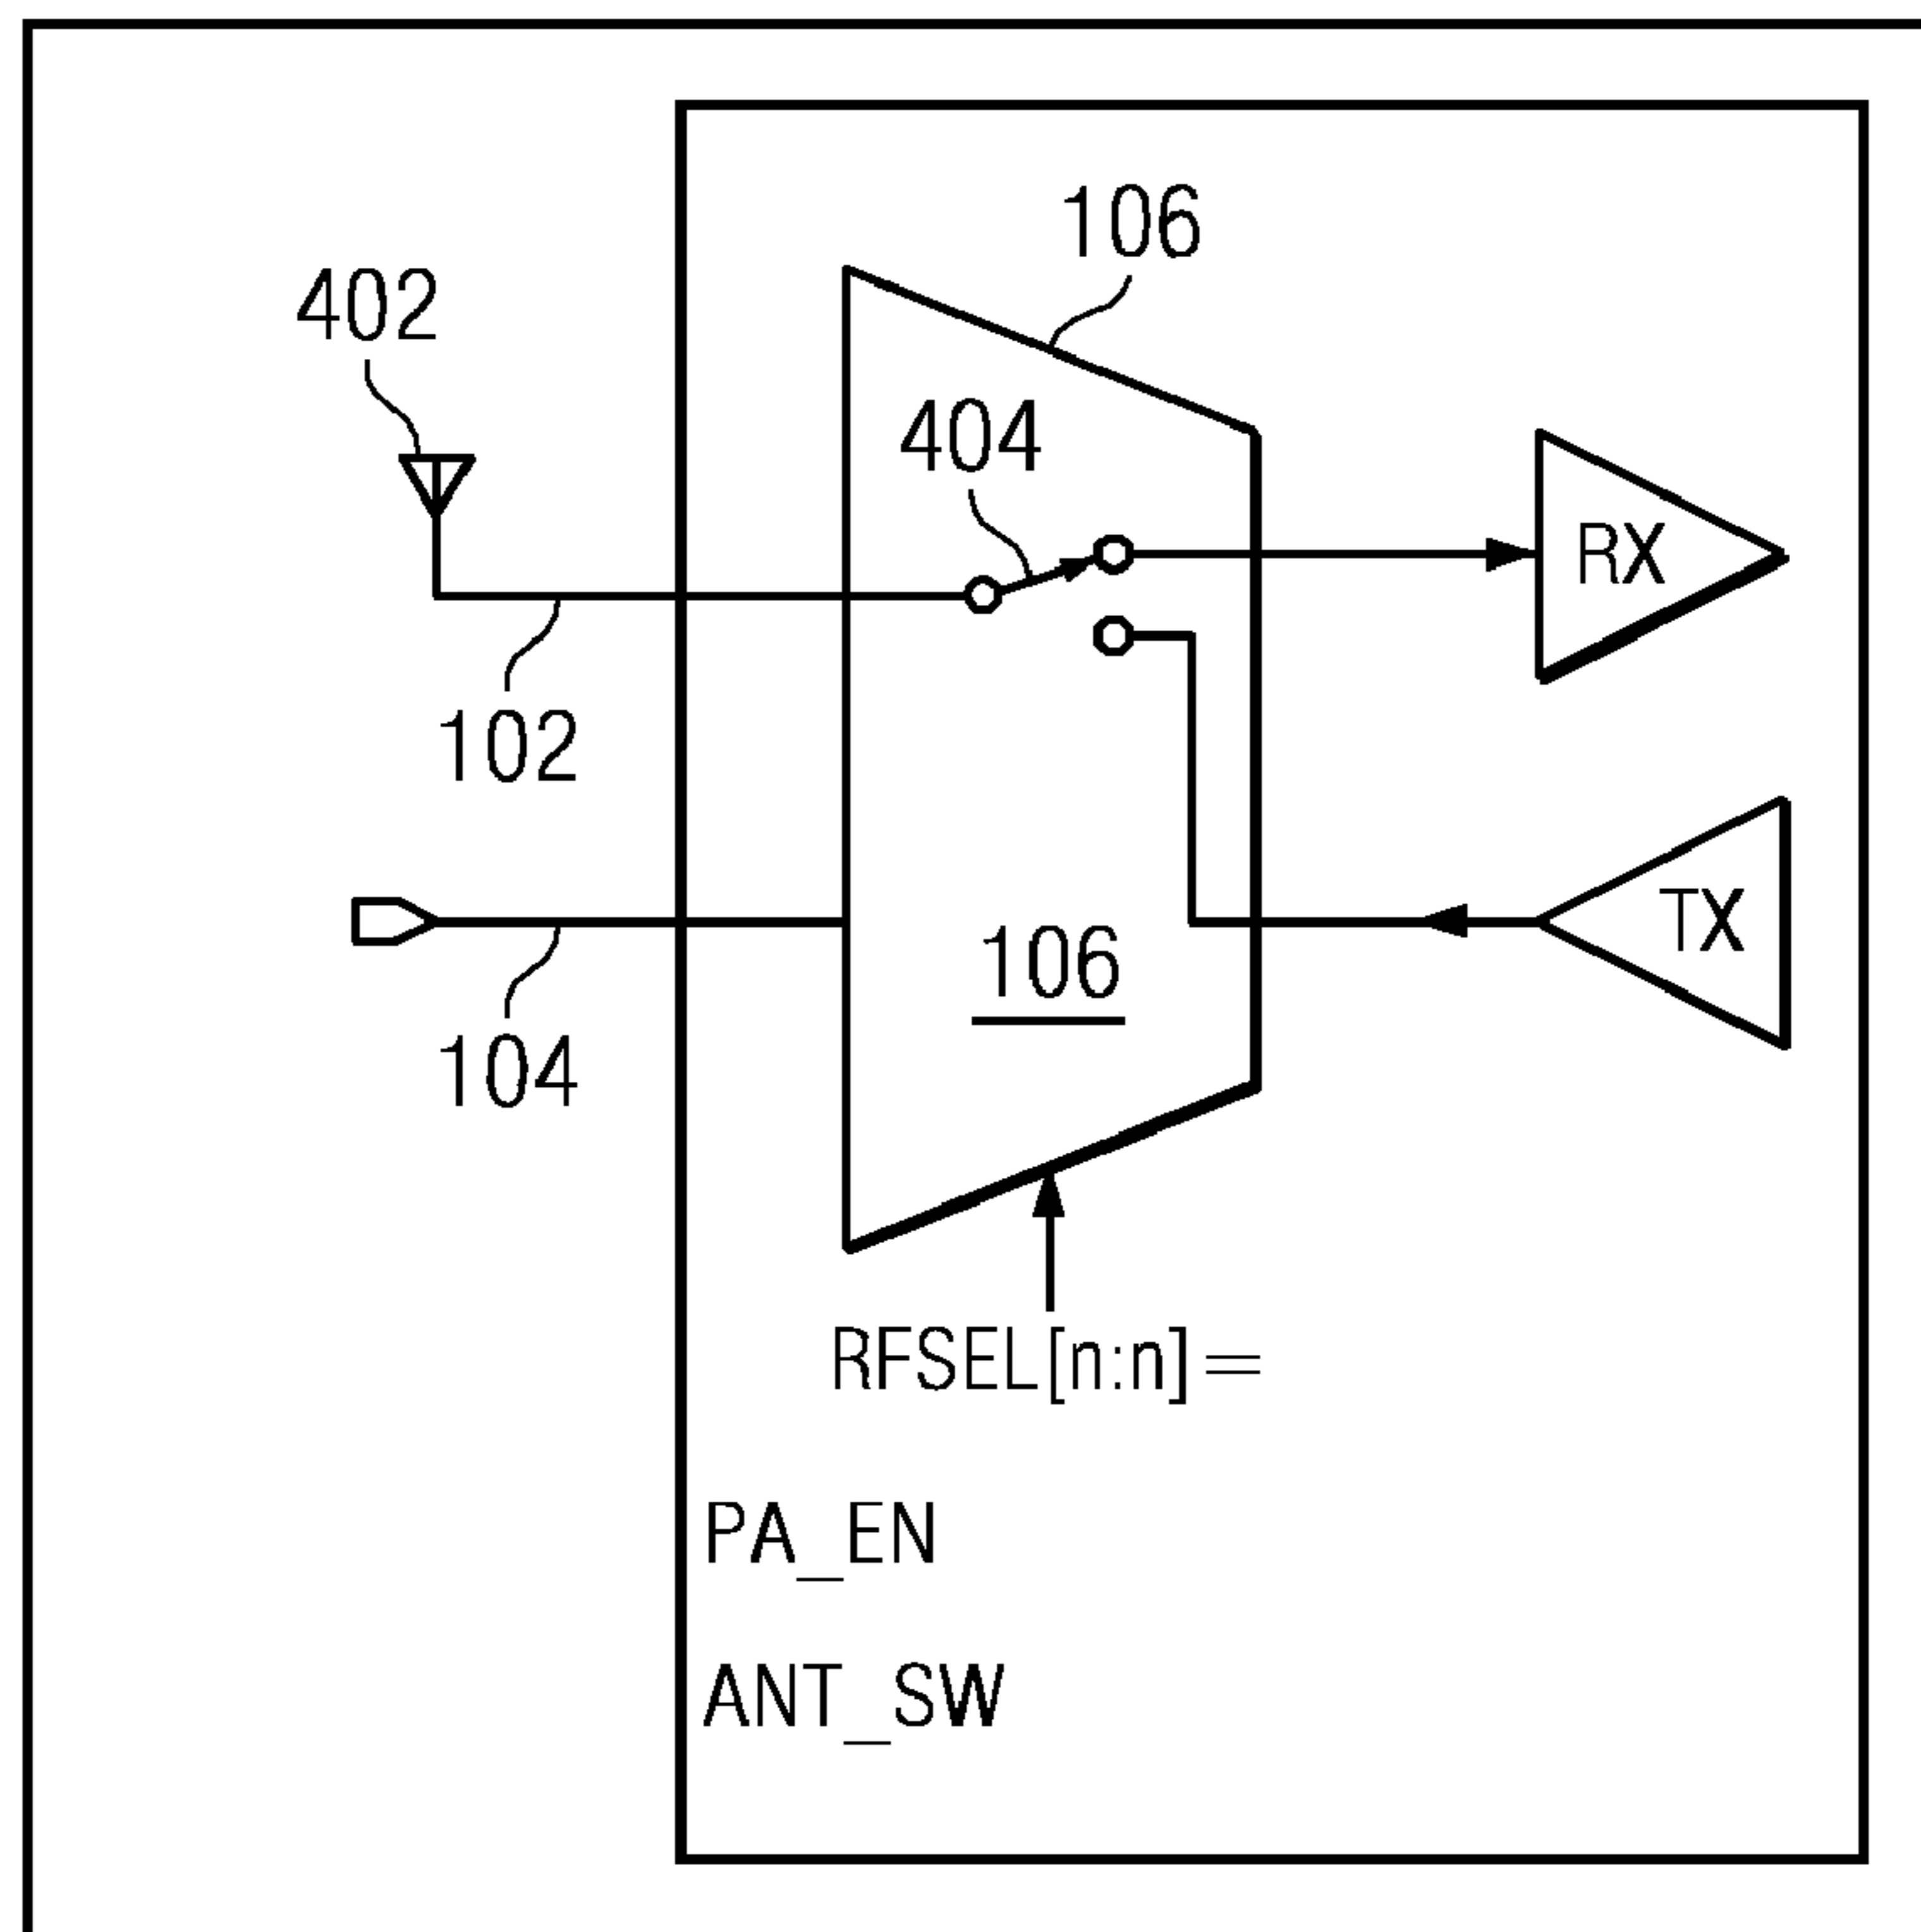 106
402
404
RX
102
TX
106
104
RFSEL[n:n]=
PA_EN
ANT_SW